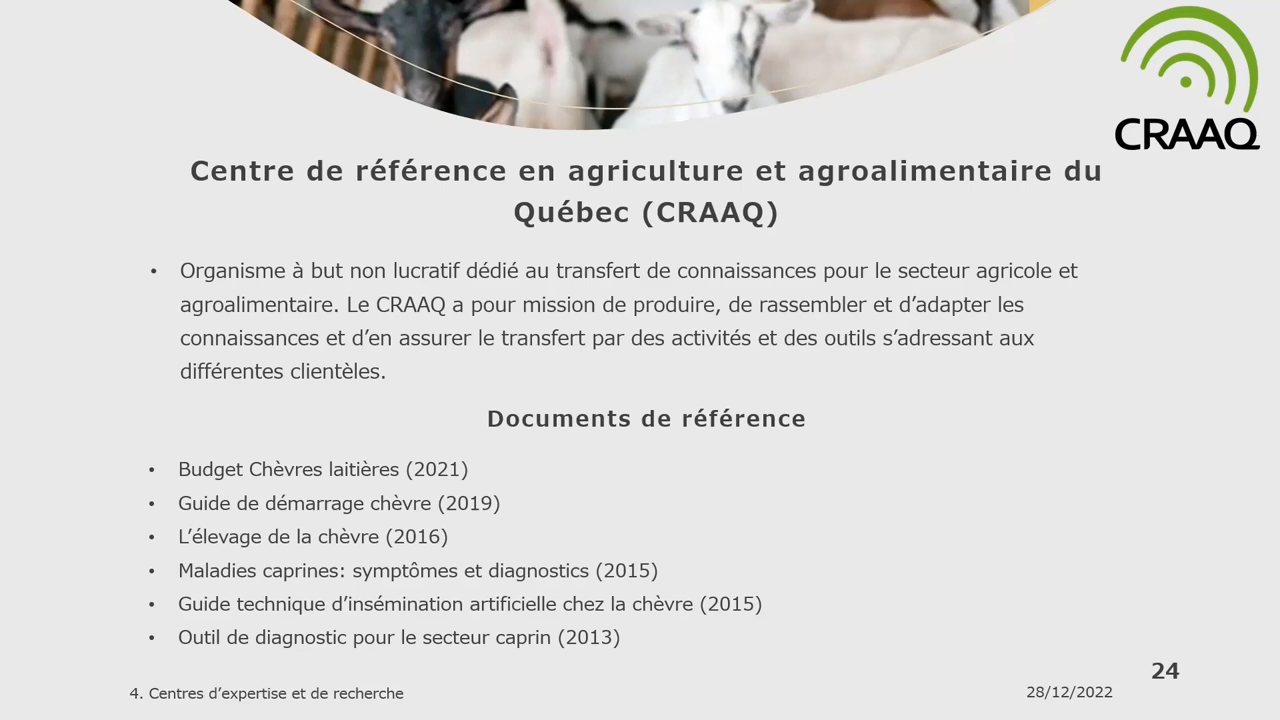 CRAAQ
Centre de référence en agriculture et agroalimentaire du
Québec (CRAAQ)
• Organisme à but non lucratif dédié au transfert de connaissances pour le secteur agricole et
agroalimentaire. Le CRAAQ a pour mission de produire, de rassembler et d’adapter les
connaissances et d’en assurer le transfert par des activités et des outils s’adressant aux
différentes clientèles.
Documents de référence
• Budget Chèvres laitières (2021)
• Guide de démarrage chèvre (2019)
• L’élevage de la chèvre (2016)
• Maladies caprines: symptômes et diagnostics (2015)
• Guide technique d’insémination artificielle chez la chèvre (2015)
• Outil de diagnostic pour le secteur caprin (2013)
24
4. Centres d’expertise et de recherche
28/12/2022